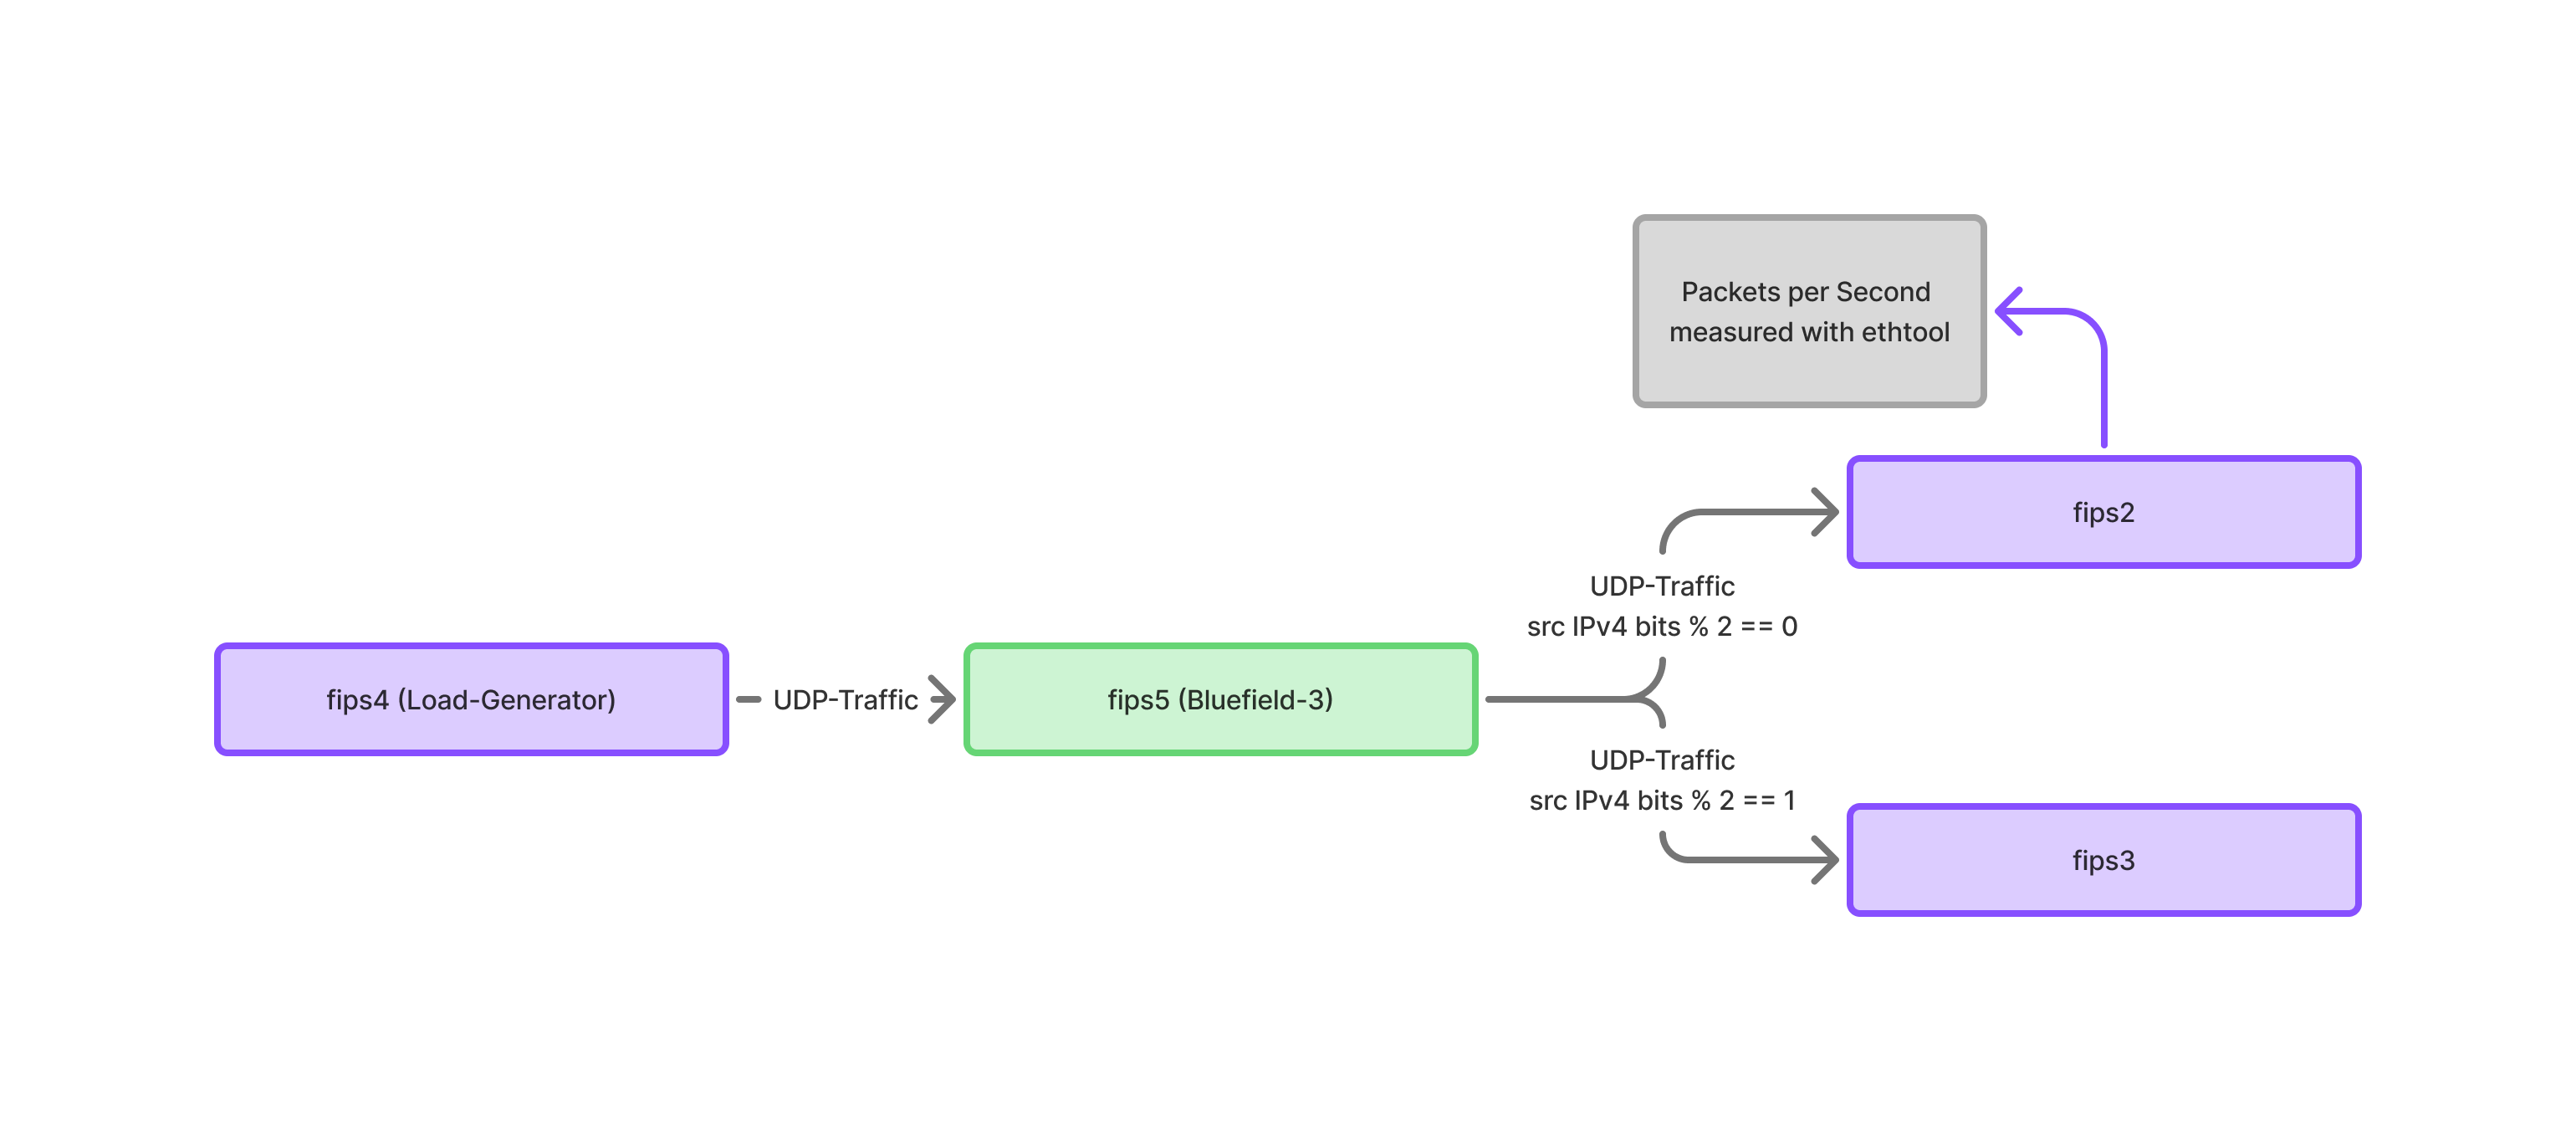 Packets per Second
measured with ethtool
fips2
UDP-Traffic
src IPv4 bits % 2 == 0
fips4 (Load-Generator)
UDP-Traffic
fips5 (Bluefield-3)
UDP-Traffic
src IPv4 bits % 2 == 1
fips3